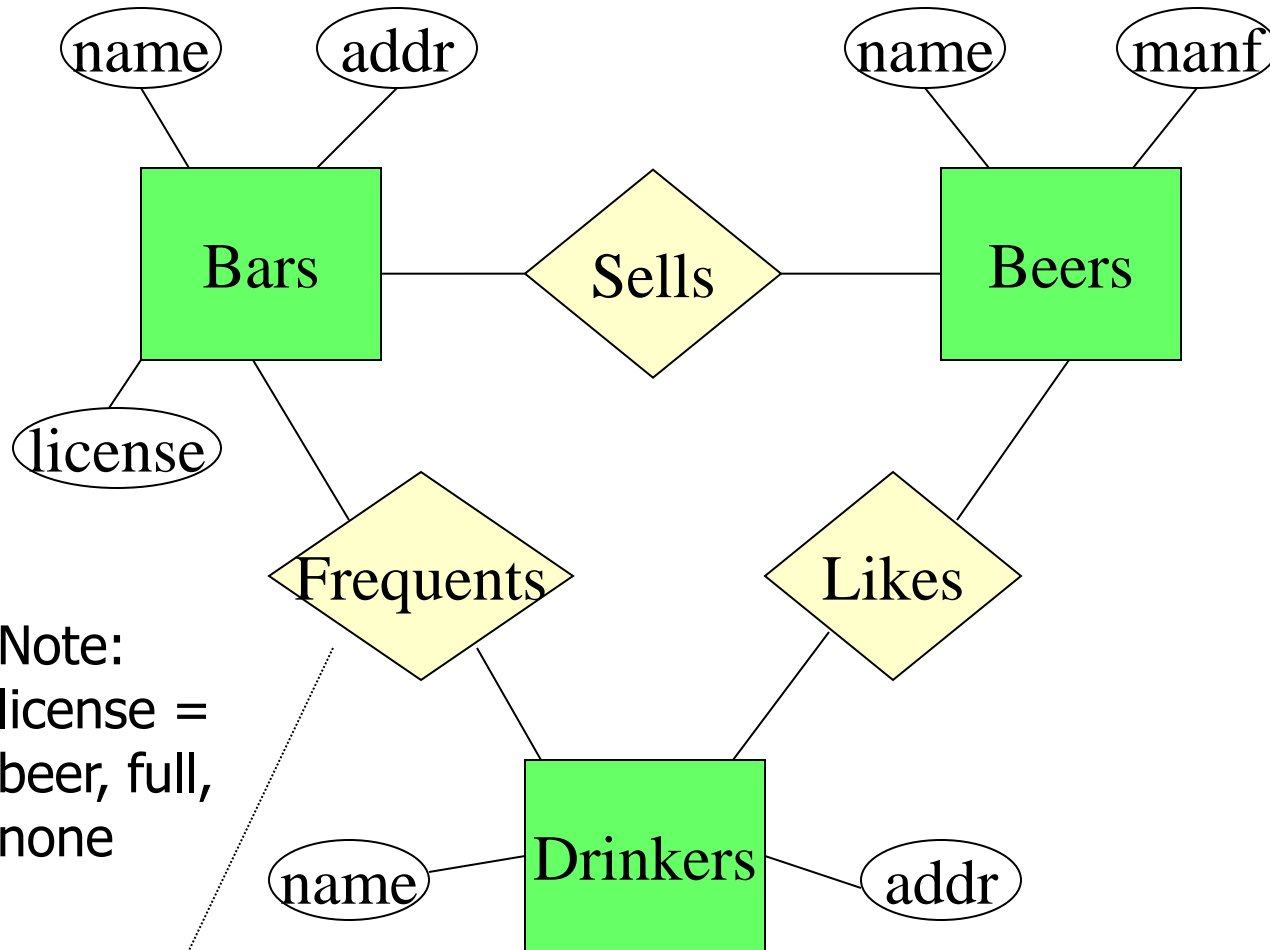 name
addr
name
manf
Bars
Sells
Beers
license
Frequents
Likes
Note:
license =
beer, full,
none
name
Drinkers
addr